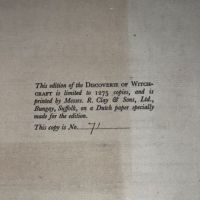 This edition of the DISCOVERIE OF WITCH-
CRAFT is limited to 1275 copies, and is
printed by Messrs. R. Clay & Sons, Ltd.,
Bungay, Suffolk, on a Dutch paper specially
made for the edition.
This copy is No. 71